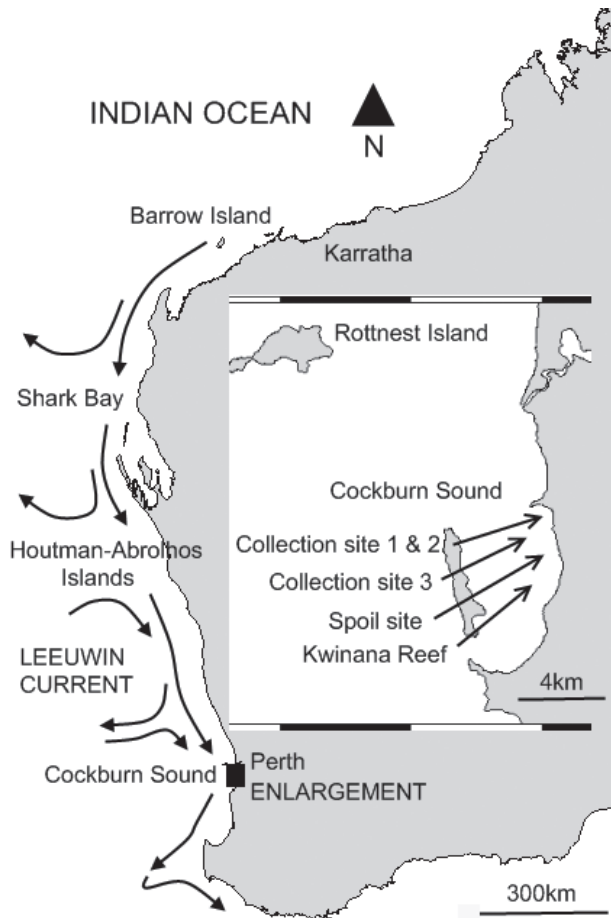 INDIAN OCEAN
N
Barrow Island
Karratha
Rottnest Island
Shark Bay
Cockburn Sound
Collection site 1 & 2
Collection site 3
Spoil site
Kwinana Reef
4km
Houtman-Abrolhos
Islands
LEEUWIN
CURRENT
Cockburn Sound
Perth
ENLARGEMENT
300km